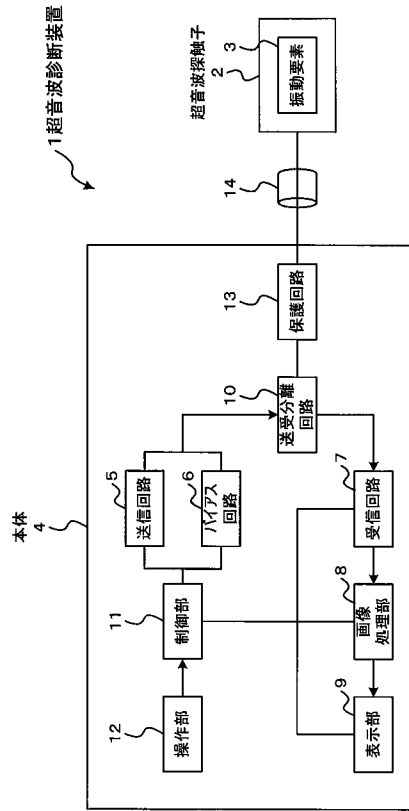 1超音波診断装置
本体
4
超音波探触子
2
3
振動要素
14
13
保護回路
10
送受分離
回路
5
送信回路
6
バイアス
回路
11
制御部
12
操作部
7
受信回路
8
画像
処理部
9
表示部